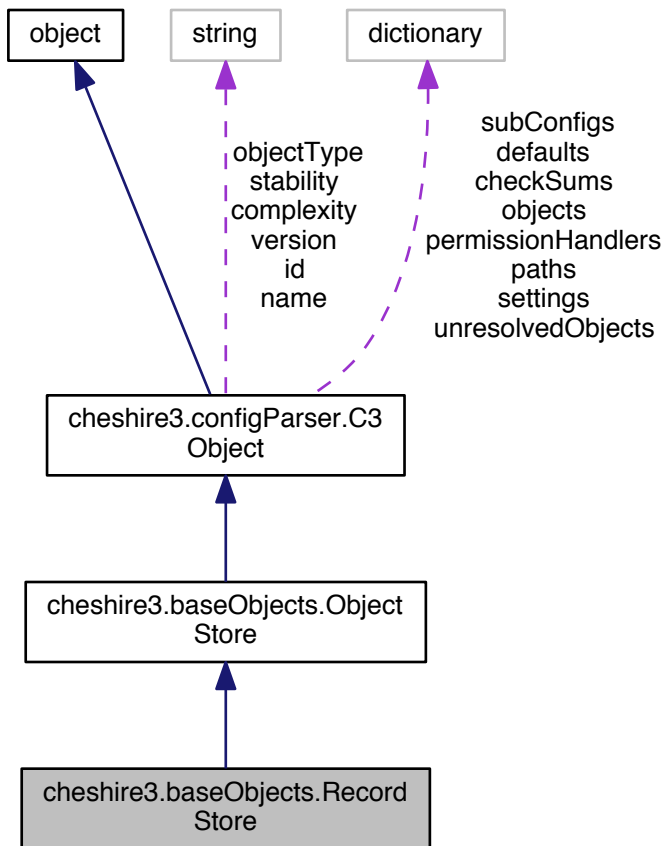 object
string
dictionary
objectType
stability
complexity
version
id
name
subConfigs
defaults
checkSums
objects
permissionHandlers
paths
settings
unresolvedObjects
cheshire3.configParser.C3
Object
cheshire3.baseObjects.Object
Store
cheshire3.baseObjects.Record
Store